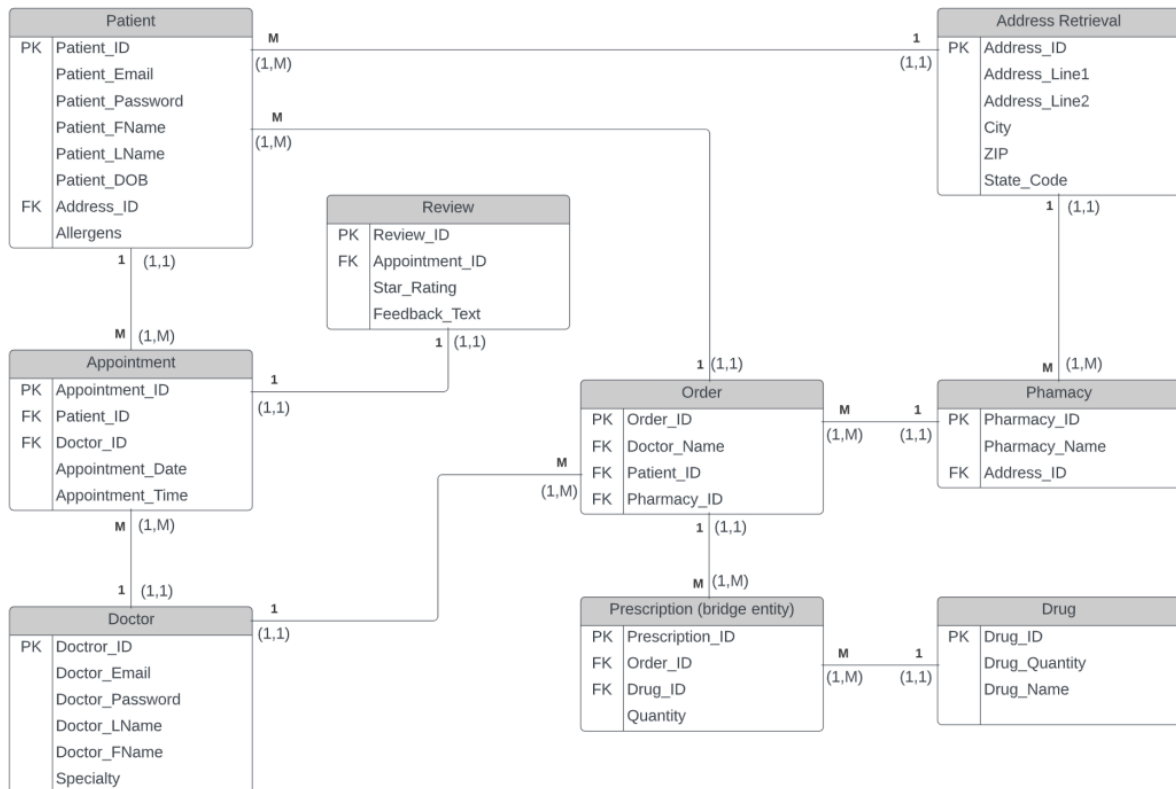 Patient
PK Patient_ID
Patient_Email
Patient_Password
Patient_FName
Patient_LName
Patient_DOB
FK Address_ID
Allergens
M
(1,M)
1
(1,1)
M
(1,M)
Address Retrieval
PK Address_ID
Address_Line1
Address_Line2
City
ZIP
State_Code
1 (1,1)
Review
PK Review_ID
FK Appointment_ID
Star_Rating
Feedback_Text
1 (1,1)
1 (1,1)
M (1,M)
Appointment
PK Appointment_ID
FK Patient_ID
FK Doctor_ID
Appointment_Date
Appointment_Time
1
(1,1)
M (1,M)
1 (1,1)
Doctor
PK Doctror_ID
Doctor_Email
Doctor_Password
Doctor_LName
Doctor_FName
Specialty
1
(1,1)
M
(1,M)
1 (1,1)
Order
PK Order_ID
FK Doctor_Name
FK Patient_ID
FK Pharmacy_ID
M
(1,M)
1
(1,1)
M (1,M)
Phamacy
PK Pharmacy_ID
Pharmacy_Name
FK Address_ID
1 (1,1)
M (1,M)
Prescription (bridge entity)
PK Prescription_ID
FK Order_ID
FK Drug_ID
Quantity
M
(1,M)
1
(1,1)
Drug
PK Drug_ID
Drug_Quantity
Drug_Name